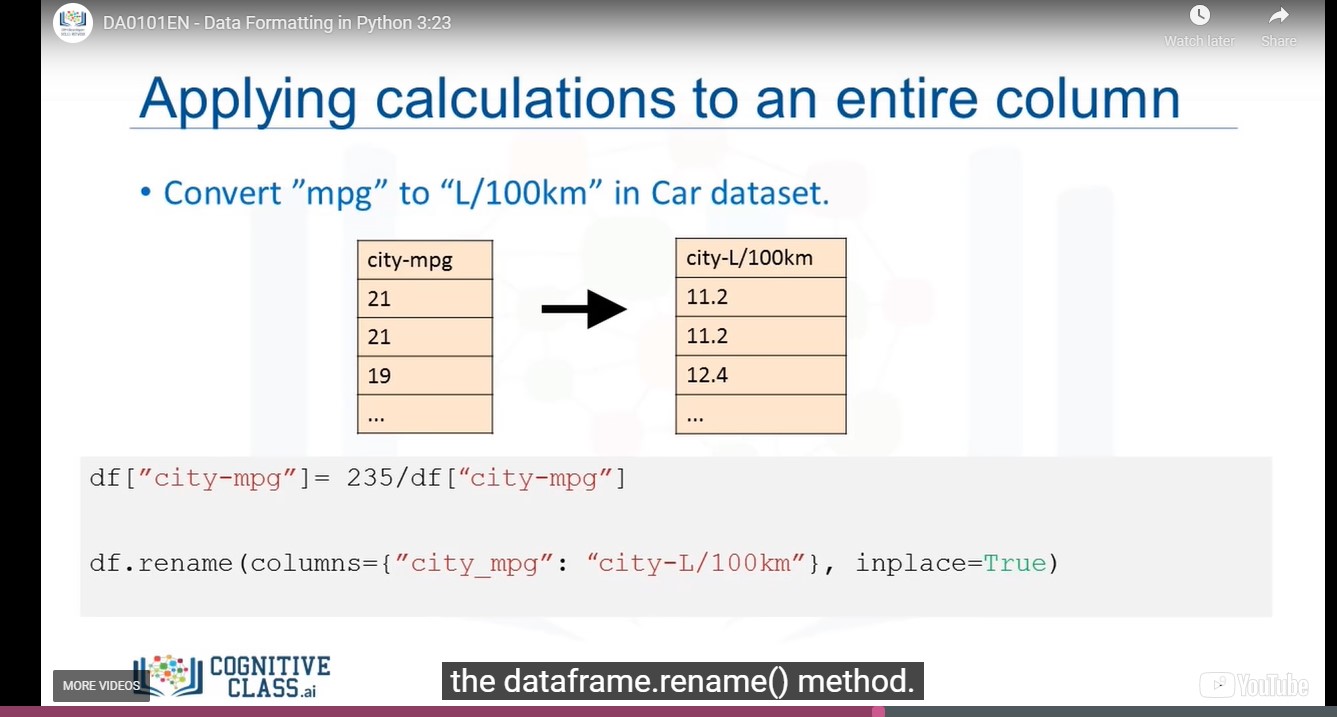 DA0101EN - Data Formatting in Python 3:23
Watch later
Share
Applying calculations to an entire column
• Convert ”mpg” to “L/100km” in Car dataset.
city-mpg
21
21
19
...
city-L/100km
11.2
11.2
12.4
...
df[”city-mpg”]= 235/df[“city-mpg”]
df.rename(columns={”city_mpg”: “city-L/100km”}, inplace=True)
COGNITIVE
CLASS.ai
MORE VIDEOS
the dataframe.rename() method.
YouTube